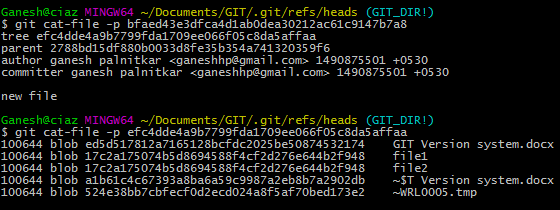 Ganesh@ciaz MINGW64 ~/Documents/GIT/.git/refs/heads (GIT_DIR!)
$ git cat-file -p bfaed43e3dfca4d1ab0dea30212ac61c9147b7a8
tree efc4dde4a9b7799fda1709ee066f05c8da5affaa
parent 2788bd15df880b0033d8fe35b354a741320359f6
author ganesh palnitkar <ganeshhp@gmail.com> 1490875501 +0530
committer ganesh palnitkar <ganeshhp@gmail.com> 1490875501 +0530
new file
Ganesh@ciaz MINGW64 ~/Documents/GIT/.git/refs/heads (GIT_DIR!)
$ git cat-file -p efc4dde4a9b7799fda1709ee066f05c8da5affaa
100644 blob ed5d517812a7165128bcfdc2025be50874532174 GIT Version system.docx
100644 blob 17c2a175074b5d8694588f4cf2d276e644b2f948 file1
100644 blob 17c2a175074b5d8694588f4cf2d276e644b2f948 file2
100644 blob a1b61c4c67393a8ba6a59c9987a2eb8b7a2902db ~$T Version system.docx
100644 blob 524e38bb7cbfecf0d2ecd024a8f5af70bed173e2 ~WRL0005.tmp